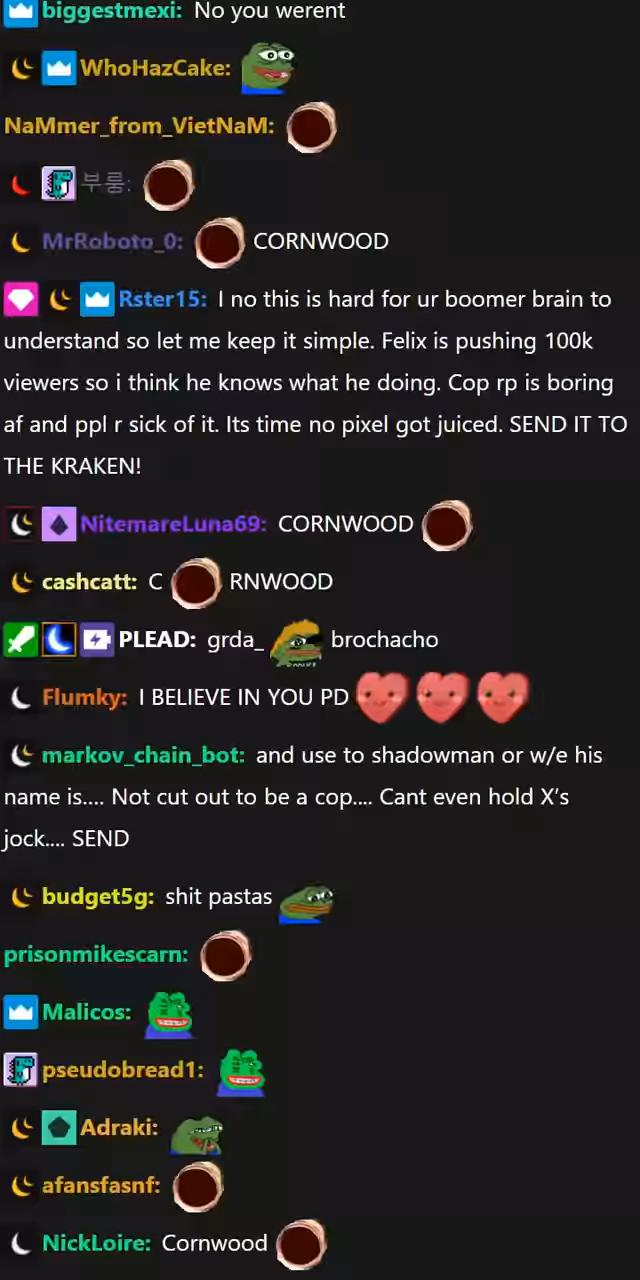 biggestmexi: No you werent
WhoHazCake:
NaMmer_from_VietNaM:
부룽:
MrRoboto_0: CORNWOOD
Rster15: I no this is hard for ur boomer brain to
understand so let me keep it simple. Felix is pushing 100k
viewers so i think he knows what he doing. Cop rp is boring
af and ppl r sick of it. Its time no pixel got juiced. SEND IT TO
THE KRAKEN!
NitemareLuna69: CORNWOOD
cashcatt: C RNWOOD
PLEAD: grda_ brochacho
Flumky: I BELIEVE IN YOU PD
markov_chain_bot: and use to shadowman or w/e his
name is.... Not cut out to be a cop.... Cant even hold X's
jock.... SEND
budget5g: shit pastas
prisonmikescarn:
Malicos:
pseudobread1:
Adraki:
afansfasnf:
NickLoire: Cornwood